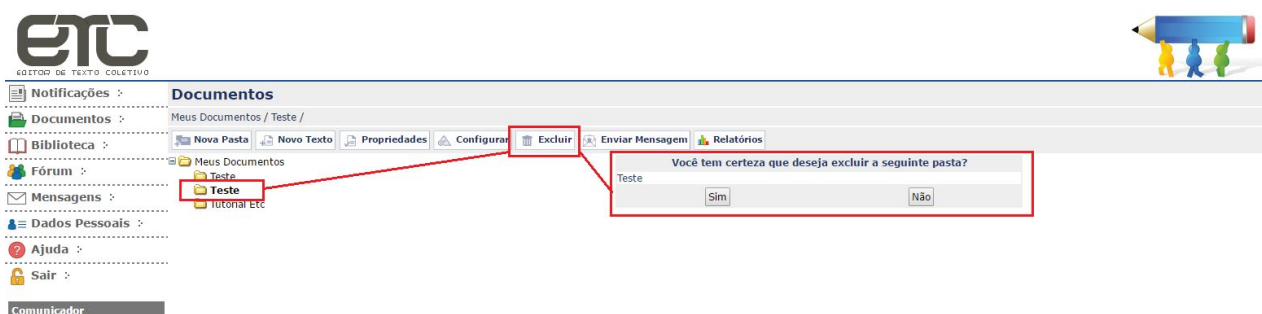 ETC
EDITOR DE TEXTO COLETIVO
Notificações
Documentos
Biblioteca
Fórum
Mensagens
Dados Pessoais
Ajuda
Sair
Comunicador
Documentos
Meus Documentos / Teste /
Nova Pasta Novo Texto Propriedades Configurar Excluir Enviar Mensagem Relatórios
Meus Documentos
Teste
Teste
Tutorial Etc
Você tem certeza que deseja excluir a seguinte pasta?
Teste
Sim Não